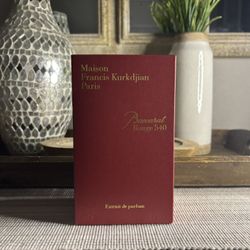 Maison
Francis Kurkdjian
Paris
Baccarat
Rouge 540
Extrait de parfum